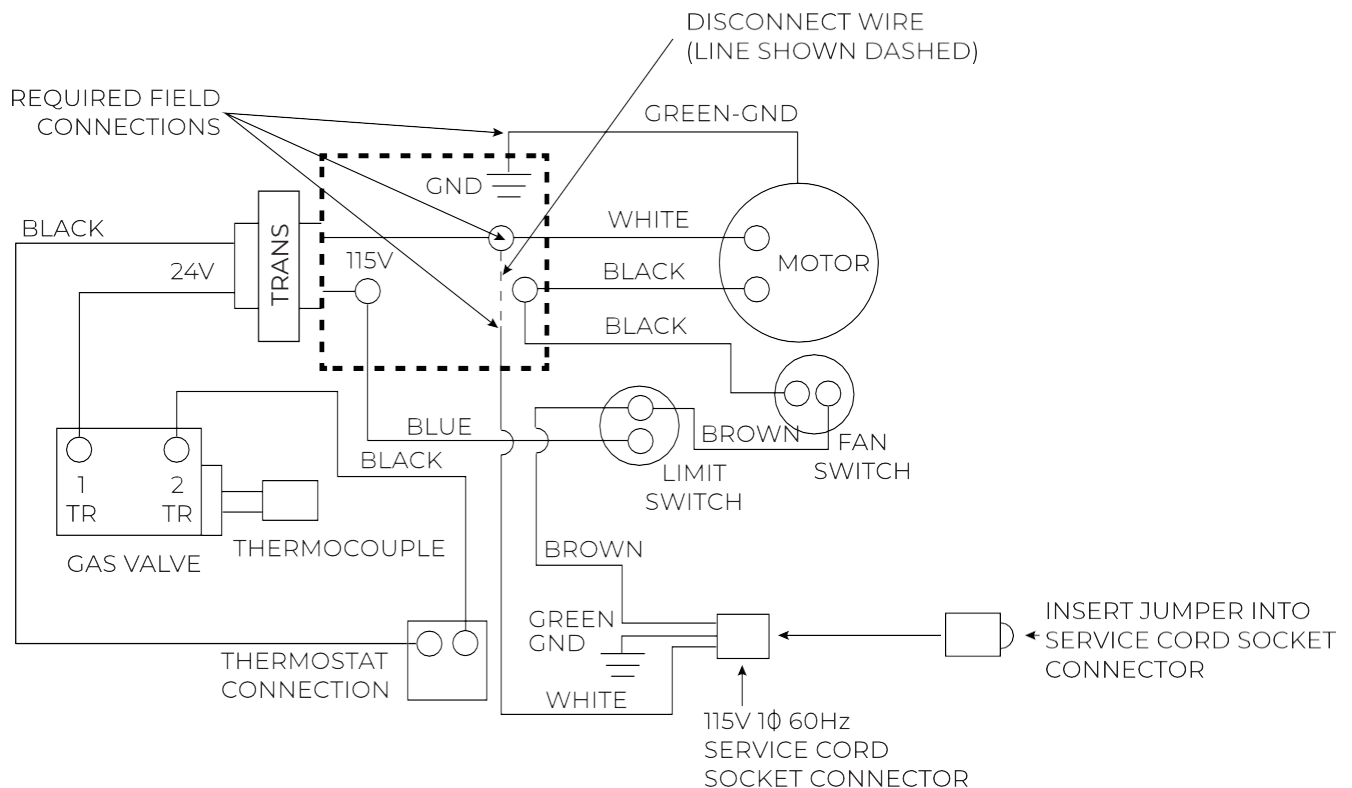 DISCONNECT WIRE
(LINE SHOWN DASHED)
REQUIRED FIELD
CONNECTIONS
GREEN-GND
GND
BLACK
TRANS
WHITE
MOTOR
115V
24V
BLACK
BLACK
BLUE
BROWN
FAN
SWITCH
BLACK
LIMIT
SWITCH
1
TR
2
TR
THERMOCOUPLE
GAS VALVE
BROWN
GREEN
GND
INSERT JUMPER INTO
SERVICE CORD SOCKET
CONNECTOR
THERMOSTAT
CONNECTION
WHITE
115V 1Φ 60Hz
SERVICE CORD
SOCKET CONNECTOR